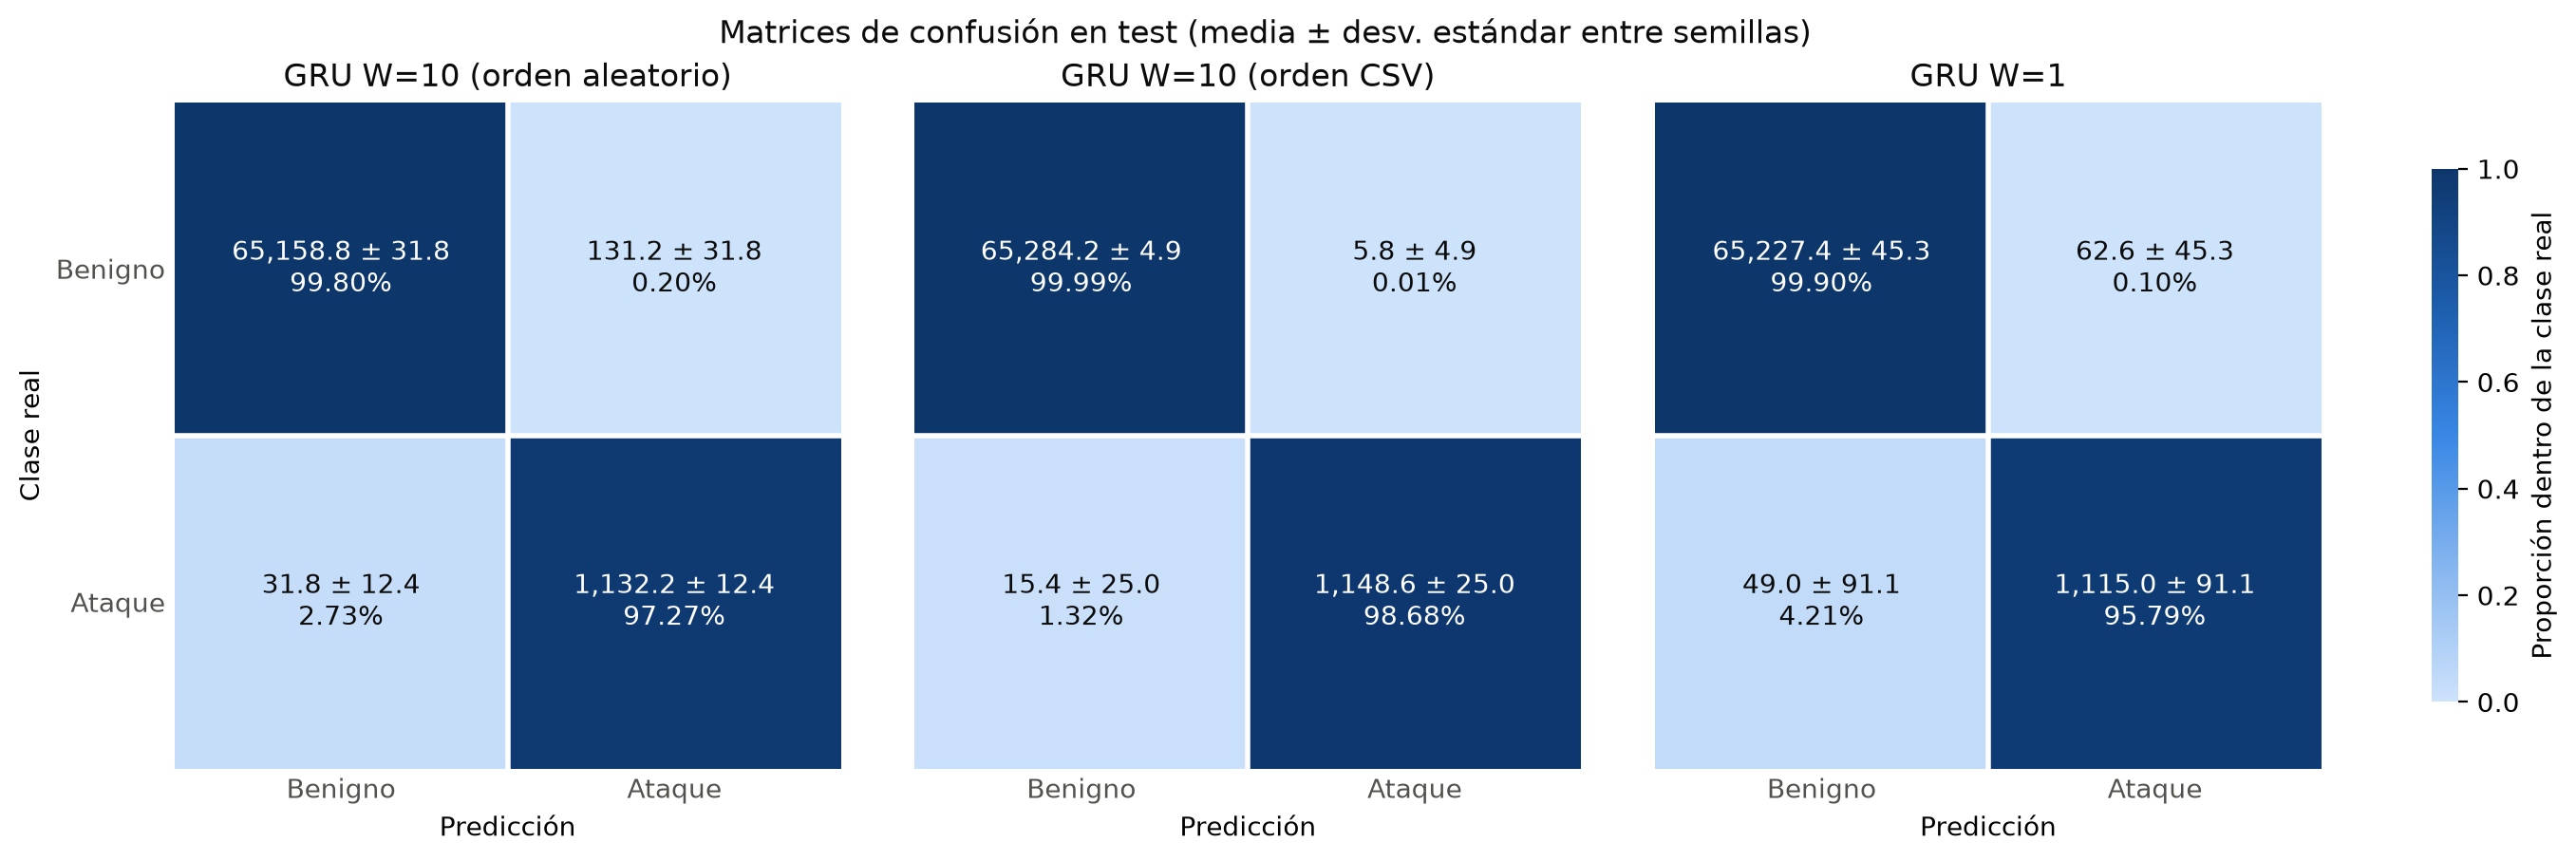 Matrices de confusión en test (media ± desv. estándar entre semillas)
GRU W=10 (orden aleatorio)
Clase real
Benigno
65,158.8 ± 31.8
99.80%
131.2 ± 31.8
0.20%
Ataque
31.8 ± 12.4
2.73%
1,132.2 ± 12.4
97.27%
Benigno
Ataque
Predicción
GRU W=10 (orden CSV)
65,284.2 ± 4.9
99.99%
5.8 ± 4.9
0.01%
15.4 ± 25.0
1.32%
1,148.6 ± 25.0
98.68%
Benigno
Ataque
Predicción
GRU W=1
65,227.4 ± 45.3
99.90%
62.6 ± 45.3
0.10%
49.0 ± 91.1
4.21%
1,115.0 ± 91.1
95.79%
Benigno
Ataque
Predicción
1.0
0.8
0.6
0.4
0.2
0.0
Proporción dentro de la clase real